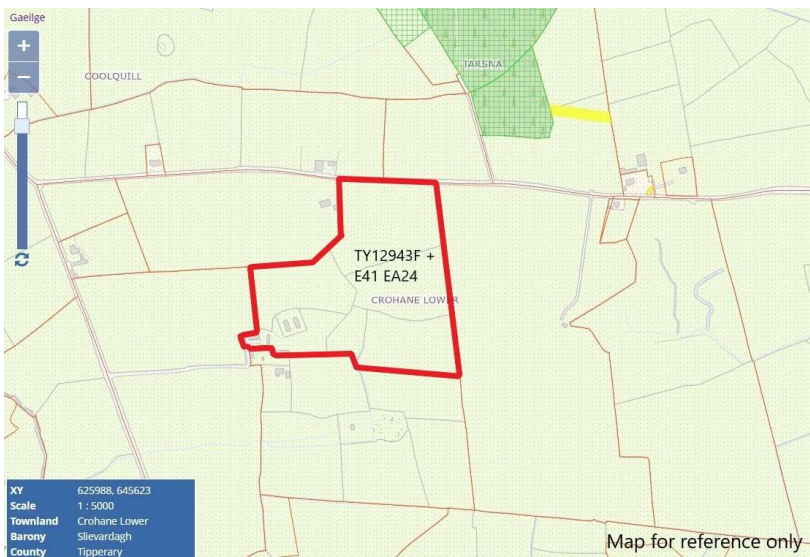 Gaeilge
+
−
COOLQUILL
TARSNA
TY12943F +
E41 EA24
CROHANE LOWER
XY 625988, 645623
Scale 1 : 5000
Townland Crohane Lower
Barony Slievardagh
County Tipperary
Map for reference only